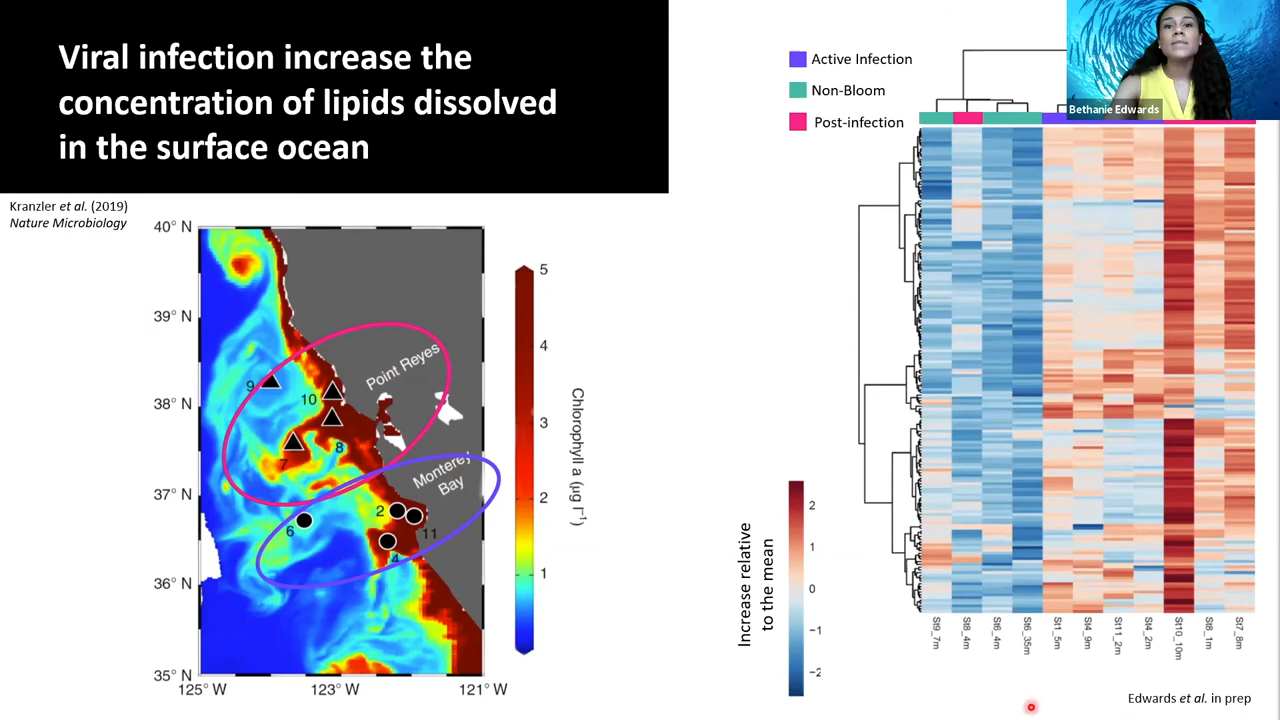 Viral infection increase the
concentration of lipids dissolved
in the surface ocean
Kranzler et al. (2019)
Nature Microbiology
40° N
39° N
38° N
37° N
36° N
35° N
125° W
123° W
121° W
Point Reyes
Monterey
Bay
9
10
8
7
6
2
11
4
5
4
3
2
1
Chlorophyll a (µg l⁻¹)
Active Infection
Non-Bloom
Post-infection
Bethanie Edwards
Increase relative
to the mean
2
1
0
−1
−2
St9_7m
St8_4m
St6_4m
St6_35m
St1_5m
St4_9m
St11_2m
St4_2m
St10_10m
St8_1m
St7_8m
Edwards et al. in prep